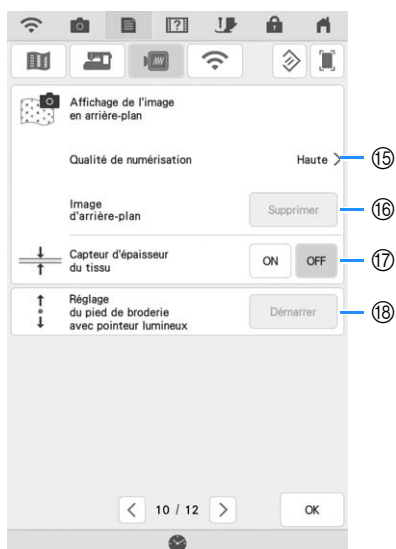 Affichage de l'image
en arrière-plan
Qualité de numérisation
Haute >
⑮
Image
d'arrière-plan
Supprimer
⑯
Capteur d'épaisseur
du tissu
ON
OFF
⑰
Réglage
du pied de broderie
avec pointeur lumineux
Démarrer
⑱
< 10 / 12 >
OK